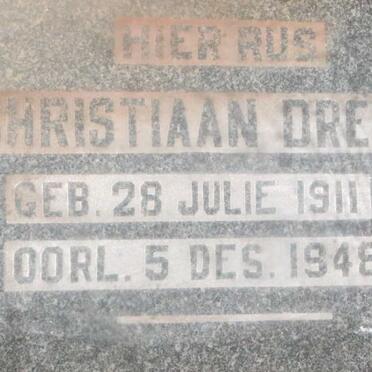 HIER RUS
HRISTIAAN DRE
GEB. 28 JULIE 1911
OORL. 5 DES. 1948